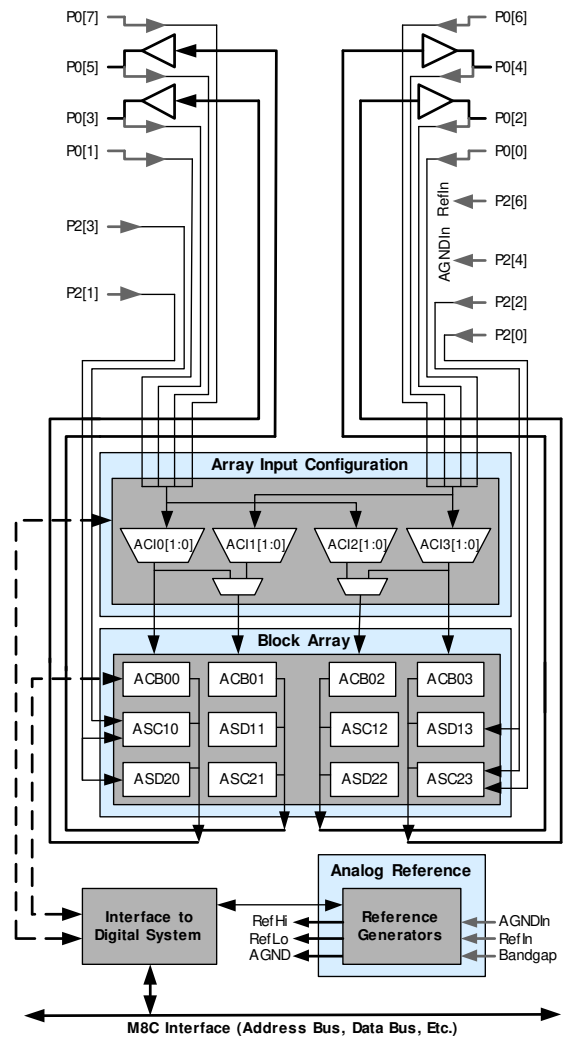 P0[7] P0[6]
P0[5] P0[4]
P0[3] P0[2]
P0[1] P0[0]
RefIn P2[6]
P2[3]
AGNDIn P2[4]
P2[1] P2[2]
P2[0]
Array Input Configuration
ACI0[1:0] ACI1[1:0] ACI2[1:0] ACI3[1:0]
Block Array
ACB00 ACB01 ACB02 ACB03
ASC10 ASD11 ASC12 ASD13
ASD20 ASC21 ASD22 ASC23
Analog Reference
Interface to
Digital System
Reference
Generators
RefHi
RefLo
AGND
AGNDIn
RefIn
Bandgap
M8C Interface (Address Bus, Data Bus, Etc.)